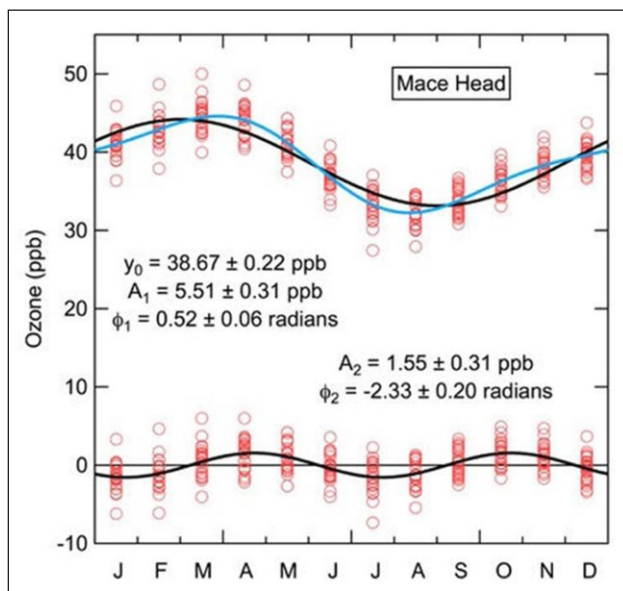 Mace Head
50
40
30
20
10
0
-10
Ozone (ppb)
y₀ = 38.67 ± 0.22 ppb
A₁ = 5.51 ± 0.31 ppb
ϕ₁ = 0.52 ± 0.06 radians
A₂ = 1.55 ± 0.31 ppb
ϕ₂ = -2.33 ± 0.20 radians
J F M A M J J A S O N D